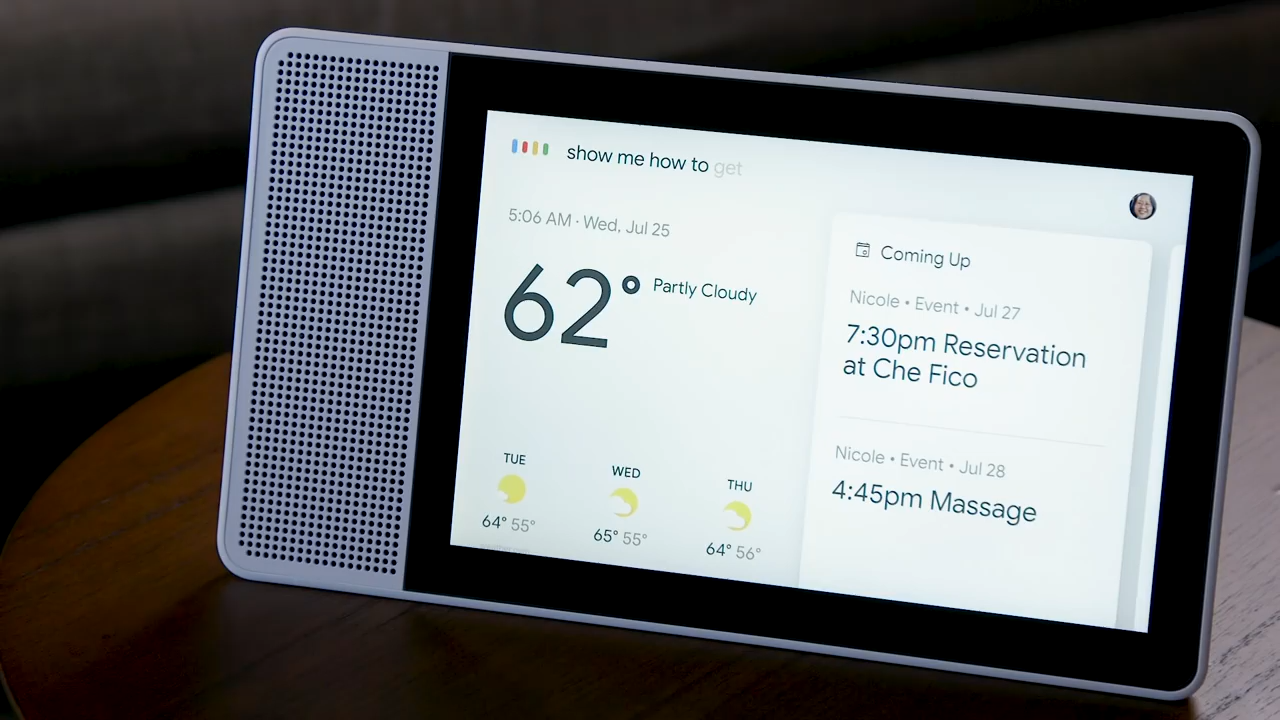 show me how to get
5:06 AM · Wed, Jul 25
62° Partly Cloudy
TUE
64° 55°
WED
65° 55°
THU
64° 56°
Coming Up
Nicole • Event • Jul 27
7:30pm Reservation
at Che Fico
Nicole • Event • Jul 28
4:45pm Massage